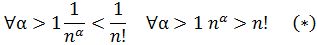 ∀α > 1 1/n^α < 1/n!   ∀α > 1 n^α > n!   (*)